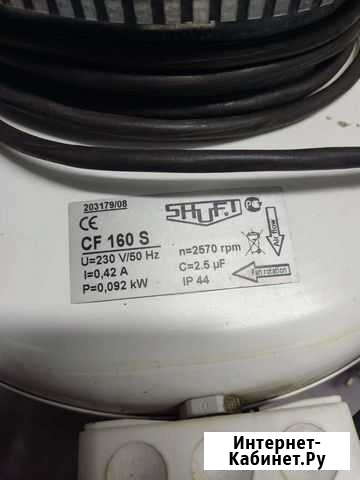 203179/08
SHUFT
CE
CF 160 S
n=2570 rpm
Air flow
U=230 V/50 Hz
C=2.5 µF
I=0,42 A
Fan rotation
P=0,092 kW
IP 44
Интернет-
Кабинет.Ру